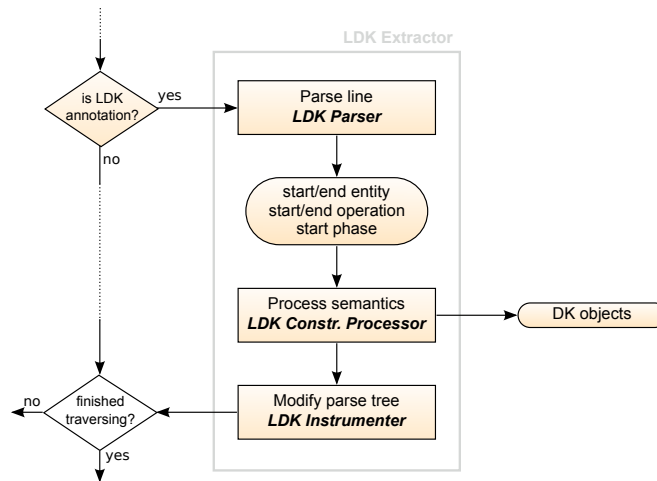 LDK Extractor
is LDK
annotation?
yes
no
Parse line
LDK Parser
start/end entity
start/end operation
start phase
Process semantics
LDK Constr. Processor
DK objects
Modify parse tree
LDK Instrumenter
finished
traversing?
no
yes